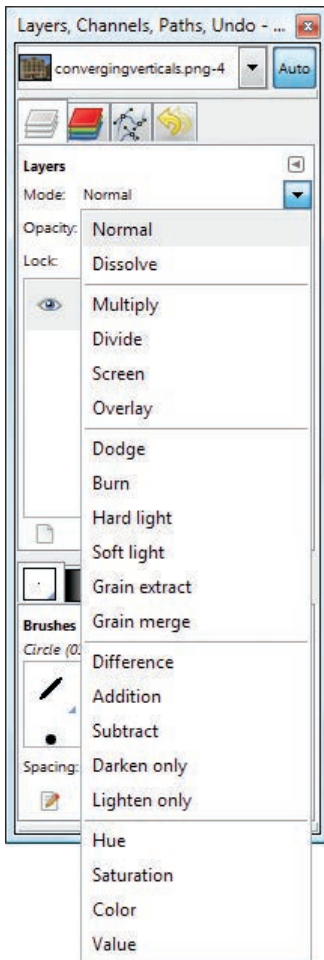 Layers, Channels, Paths, Undo - ...
convergingverticals.png-4
Auto
Layers
Mode: Normal
Opacity:
Normal
Lock:
Dissolve
Multiply
Divide
Screen
Overlay
Dodge
Burn
Hard light
Soft light
Grain extract
Grain merge
Brushes
Circle (0
Difference
Addition
Subtract
Spacing:
Darken only
Lighten only
Hue
Saturation
Color
Value